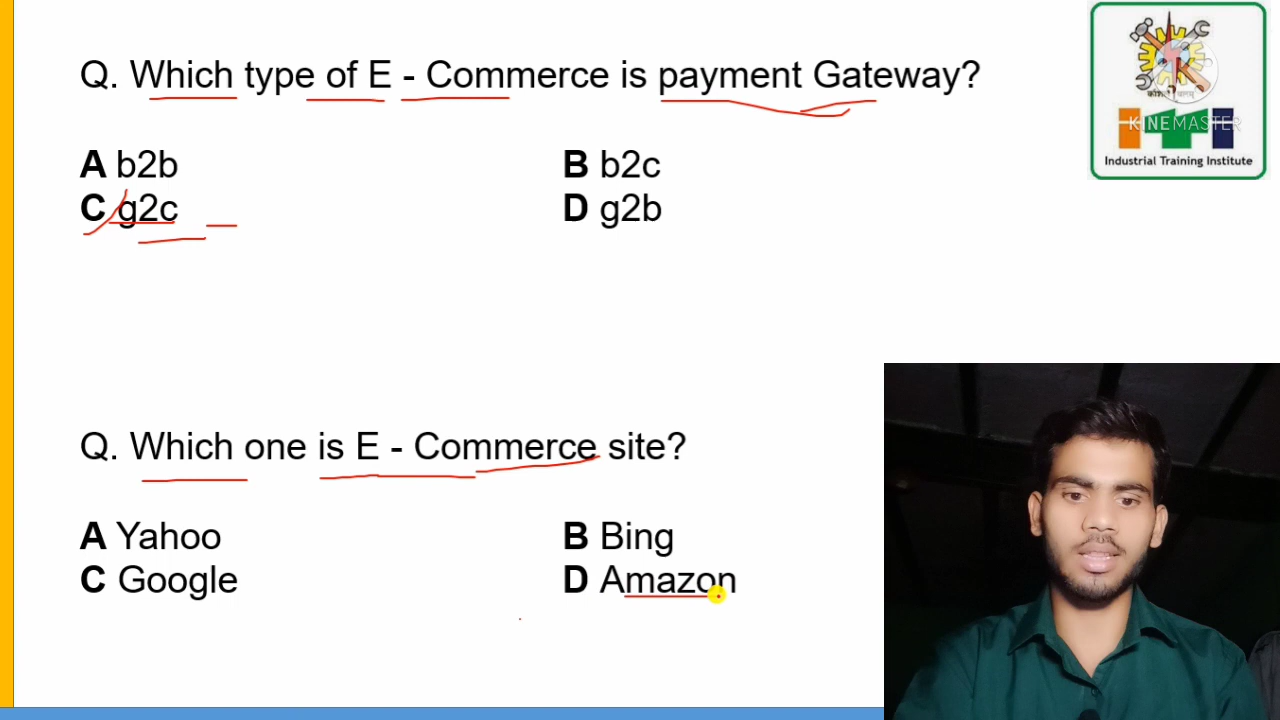 Q. Which type of E - Commerce is payment Gateway?
A b2b
B b2c
C g2c
D g2b
KINEMASTER
Industrial Training Institute
Q. Which one is E - Commerce site?
A Yahoo
B Bing
C Google
D Amazon